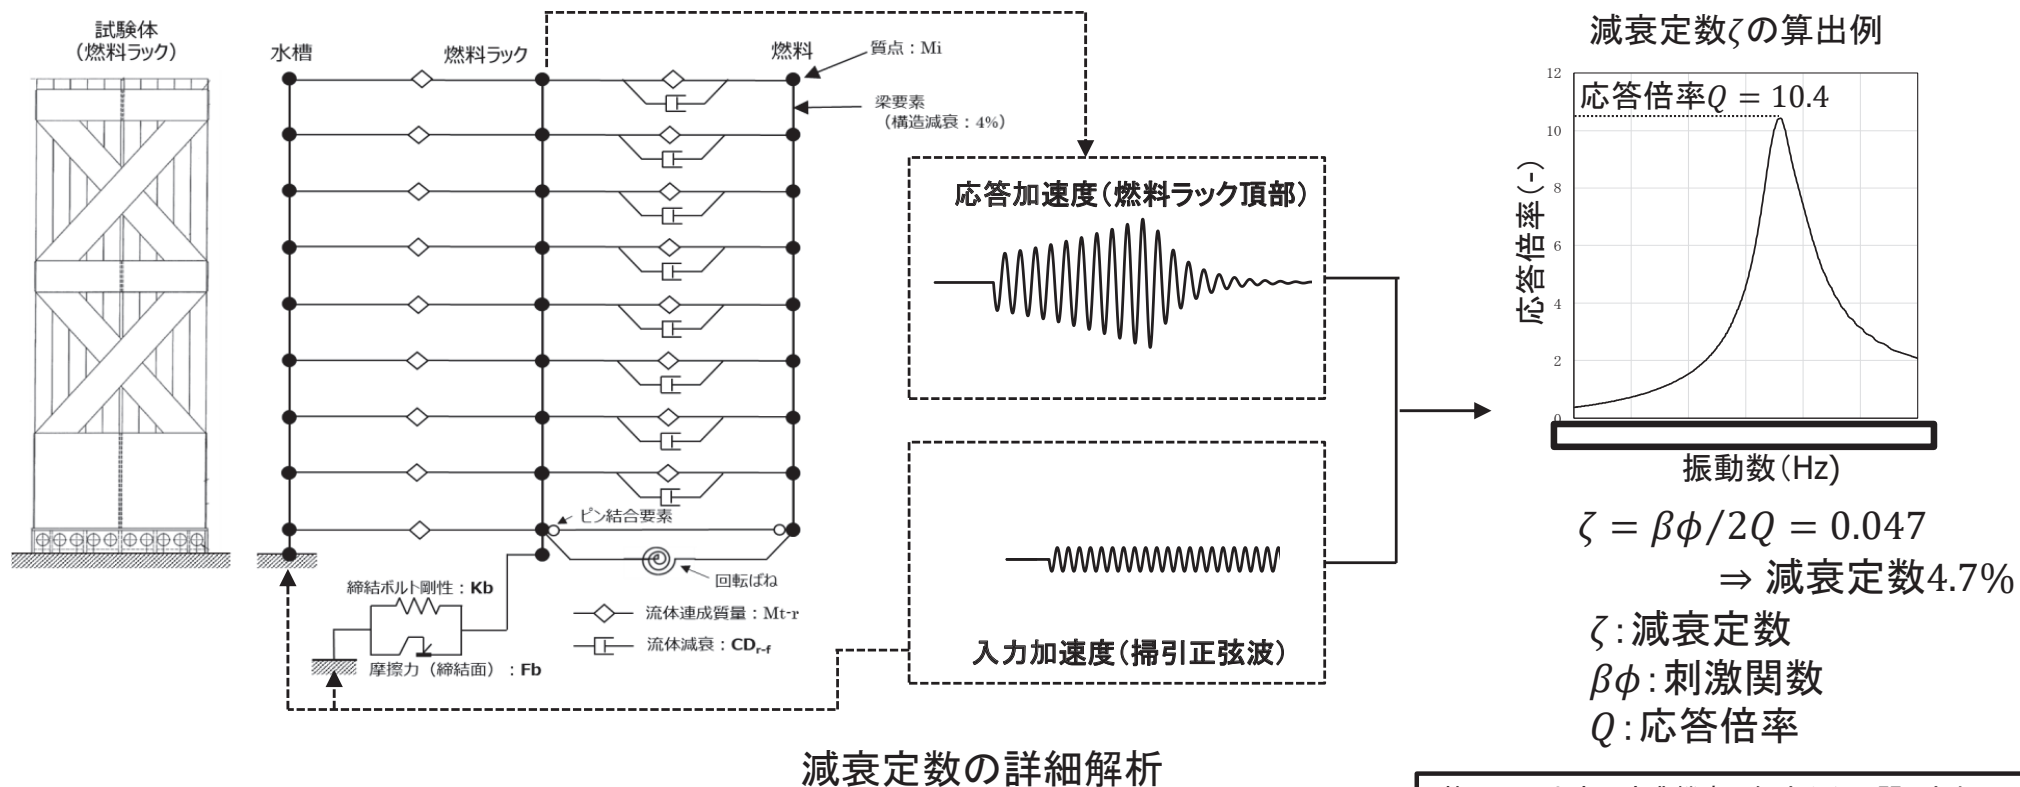 試験体
(燃料ラック)
水槽
燃料ラック
燃料
質点：Mi
梁要素
（構造減衰：4%）
ピン結合要素
回転ばね
締結ボルト剛性：Kb
摩擦力（締結面）：Fb
流体連成質量：Mt-r
流体減衰：CDr-f
応答加速度（燃料ラック頂部）
入力加速度（掃引正弦波）
減衰定数の詳細解析
減衰定数ζの算出例
応答倍率Q = 10.4
12
10
8
6
4
2
0
応答倍率(-)
振動数(Hz)
ζ = βϕ/2Q = 0.047
⇒ 減衰定数4.7%
ζ：減衰定数
βϕ：刺激関数
Q：応答倍率